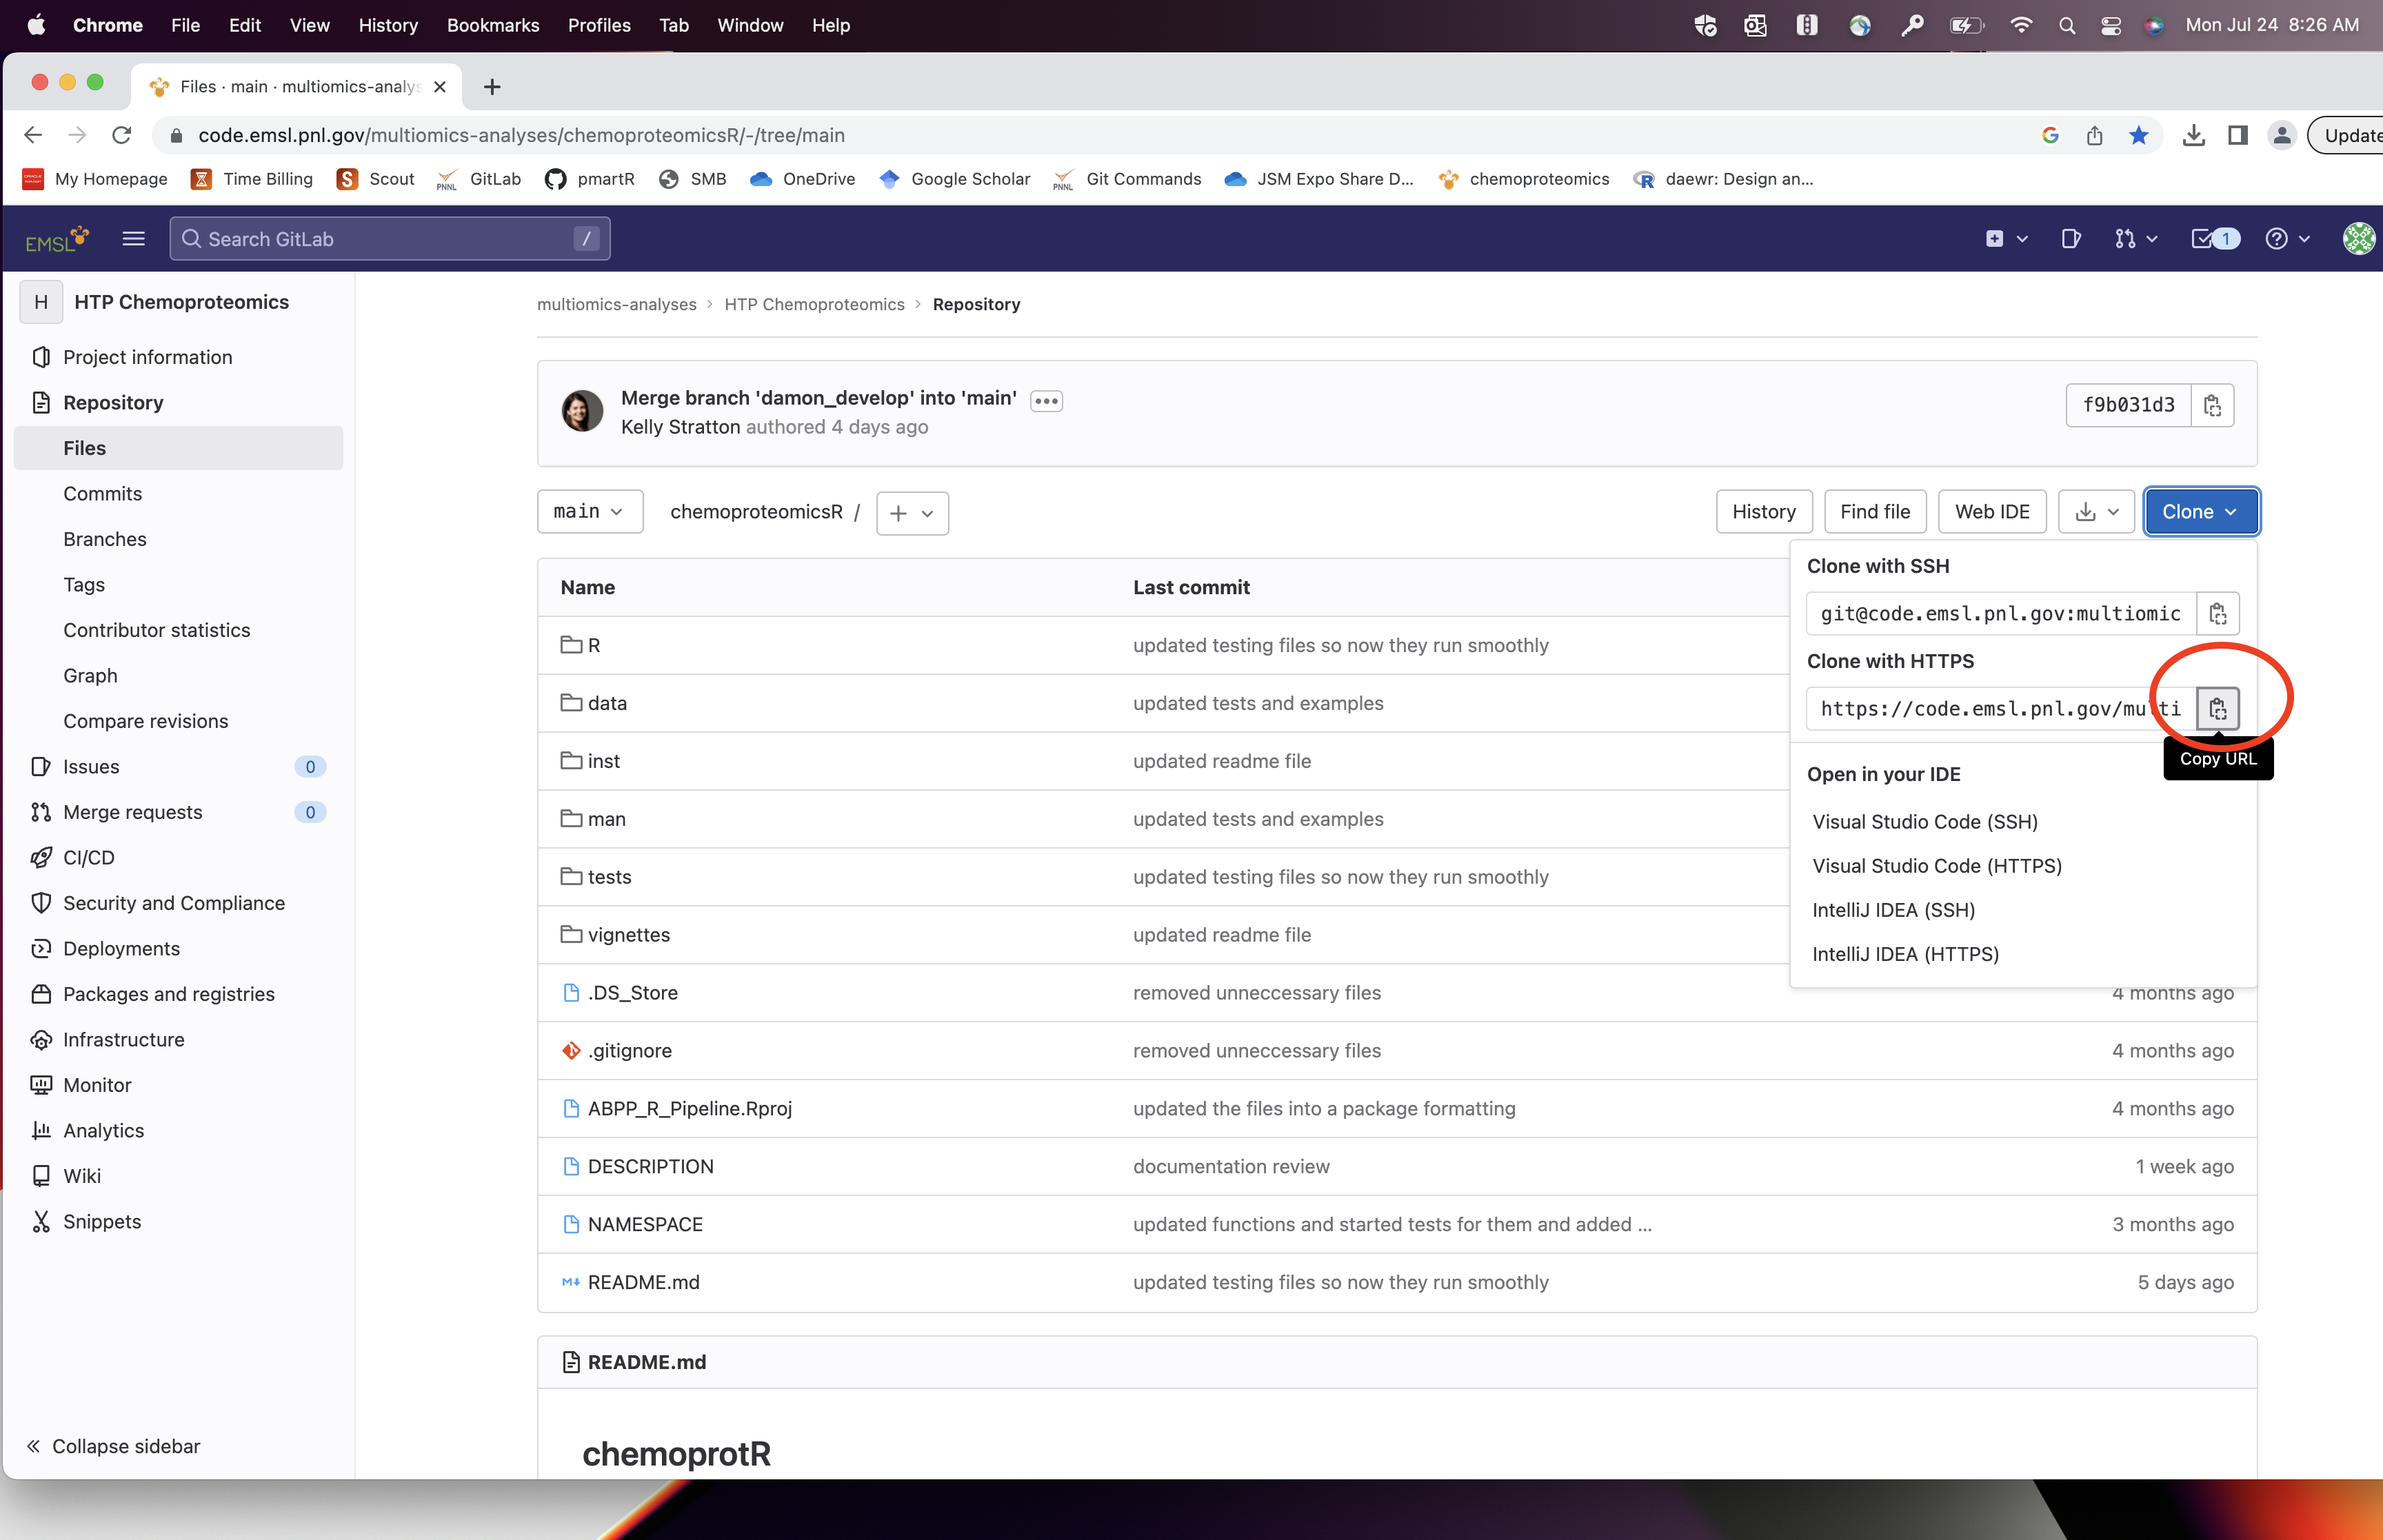 Chrome File Edit View History Bookmarks Profiles Tab Window Help Mon Jul 24 8:26 AM
Files · main · multiomics-analys
code.emsl.pnl.gov/multiomics-analyses/chemoproteomicsR/-/tree/main Update
My Homepage Time Billing Scout GitLab pmartR SMB OneDrive Google Scholar Git Commands JSM Expo Share D... chemoproteomics daewr: Design an...
EMSL Search GitLab / 1
H HTP Chemoproteomics
Project information
Repository
Files
Commits
Branches
Tags
Contributor statistics
Graph
Compare revisions
Issues 0
Merge requests 0
CI/CD
Security and Compliance
Deployments
Packages and registries
Infrastructure
Monitor
Analytics
Wiki
Snippets
Collapse sidebar
multiomics-analyses > HTP Chemoproteomics > Repository
Merge branch 'damon_develop' into 'main'
Kelly Stratton authored 4 days ago
f9b031d3
main chemoproteomicsR / + History Find file Web IDE Clone
Name Last commit
R updated testing files so now they run smoothly
data updated tests and examples
inst updated readme file
man updated tests and examples
tests updated testing files so now they run smoothly
vignettes updated readme file
.DS_Store removed unneccessary files 4 months ago
.gitignore removed unneccessary files 4 months ago
ABPP_R_Pipeline.Rproj updated the files into a package formatting 4 months ago
DESCRIPTION documentation review 1 week ago
NAMESPACE updated functions and started tests for them and added ... 3 months ago
README.md updated testing files so now they run smoothly 5 days ago
Clone with SSH
git@code.emsl.pnl.gov:multiomic
Clone with HTTPS
https://code.emsl.pnl.gov/multi
Copy URL
Open in your IDE
Visual Studio Code (SSH)
Visual Studio Code (HTTPS)
IntelliJ IDEA (SSH)
IntelliJ IDEA (HTTPS)
README.md
chemoprotR